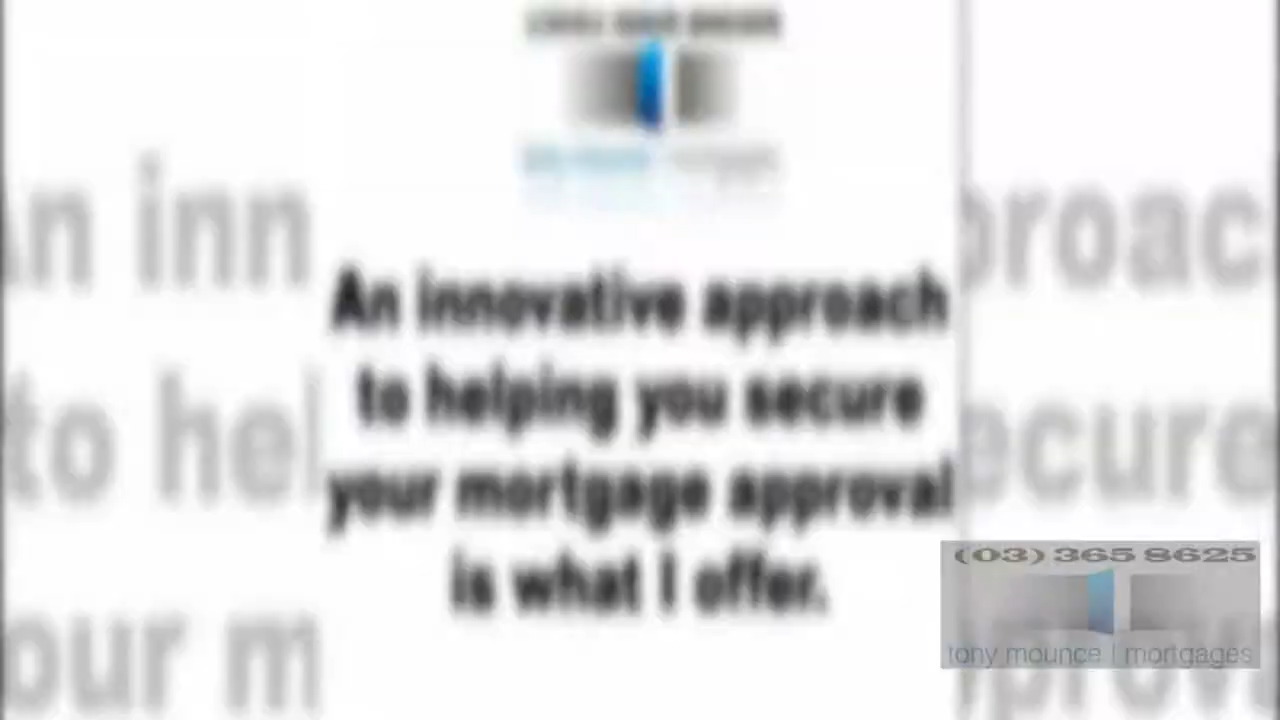 An innovative approach
to helping you secure
your mortgage approval
is what I offer.
(03) 365 8625
tony mounce | mortgages